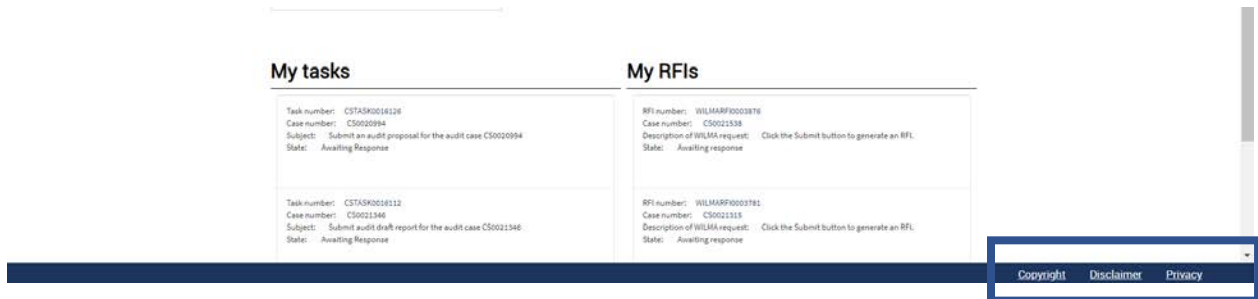 My tasks
Task number: CSTASK0016126
Case number: CS0020994
Subject: Submit an audit proposal for the audit case CS0020994
State: Awaiting Response
Task number: CSTASK0016112
Case number: CS0021346
Subject: Submit audit draft report for the audit case CS0021346
State: Awaiting Response
My RFIs
RFI number: WILMARFI0003876
Case number: CS0021538
Description of WILMA request: Click the Submit button to generate an RFI.
State: Awaiting response
RFI number: WILMARFI0003781
Case number: CS0021315
Description of WILMA request: Click the Submit button to generate an RFI.
State: Awaiting response
Copyright Disclaimer Privacy